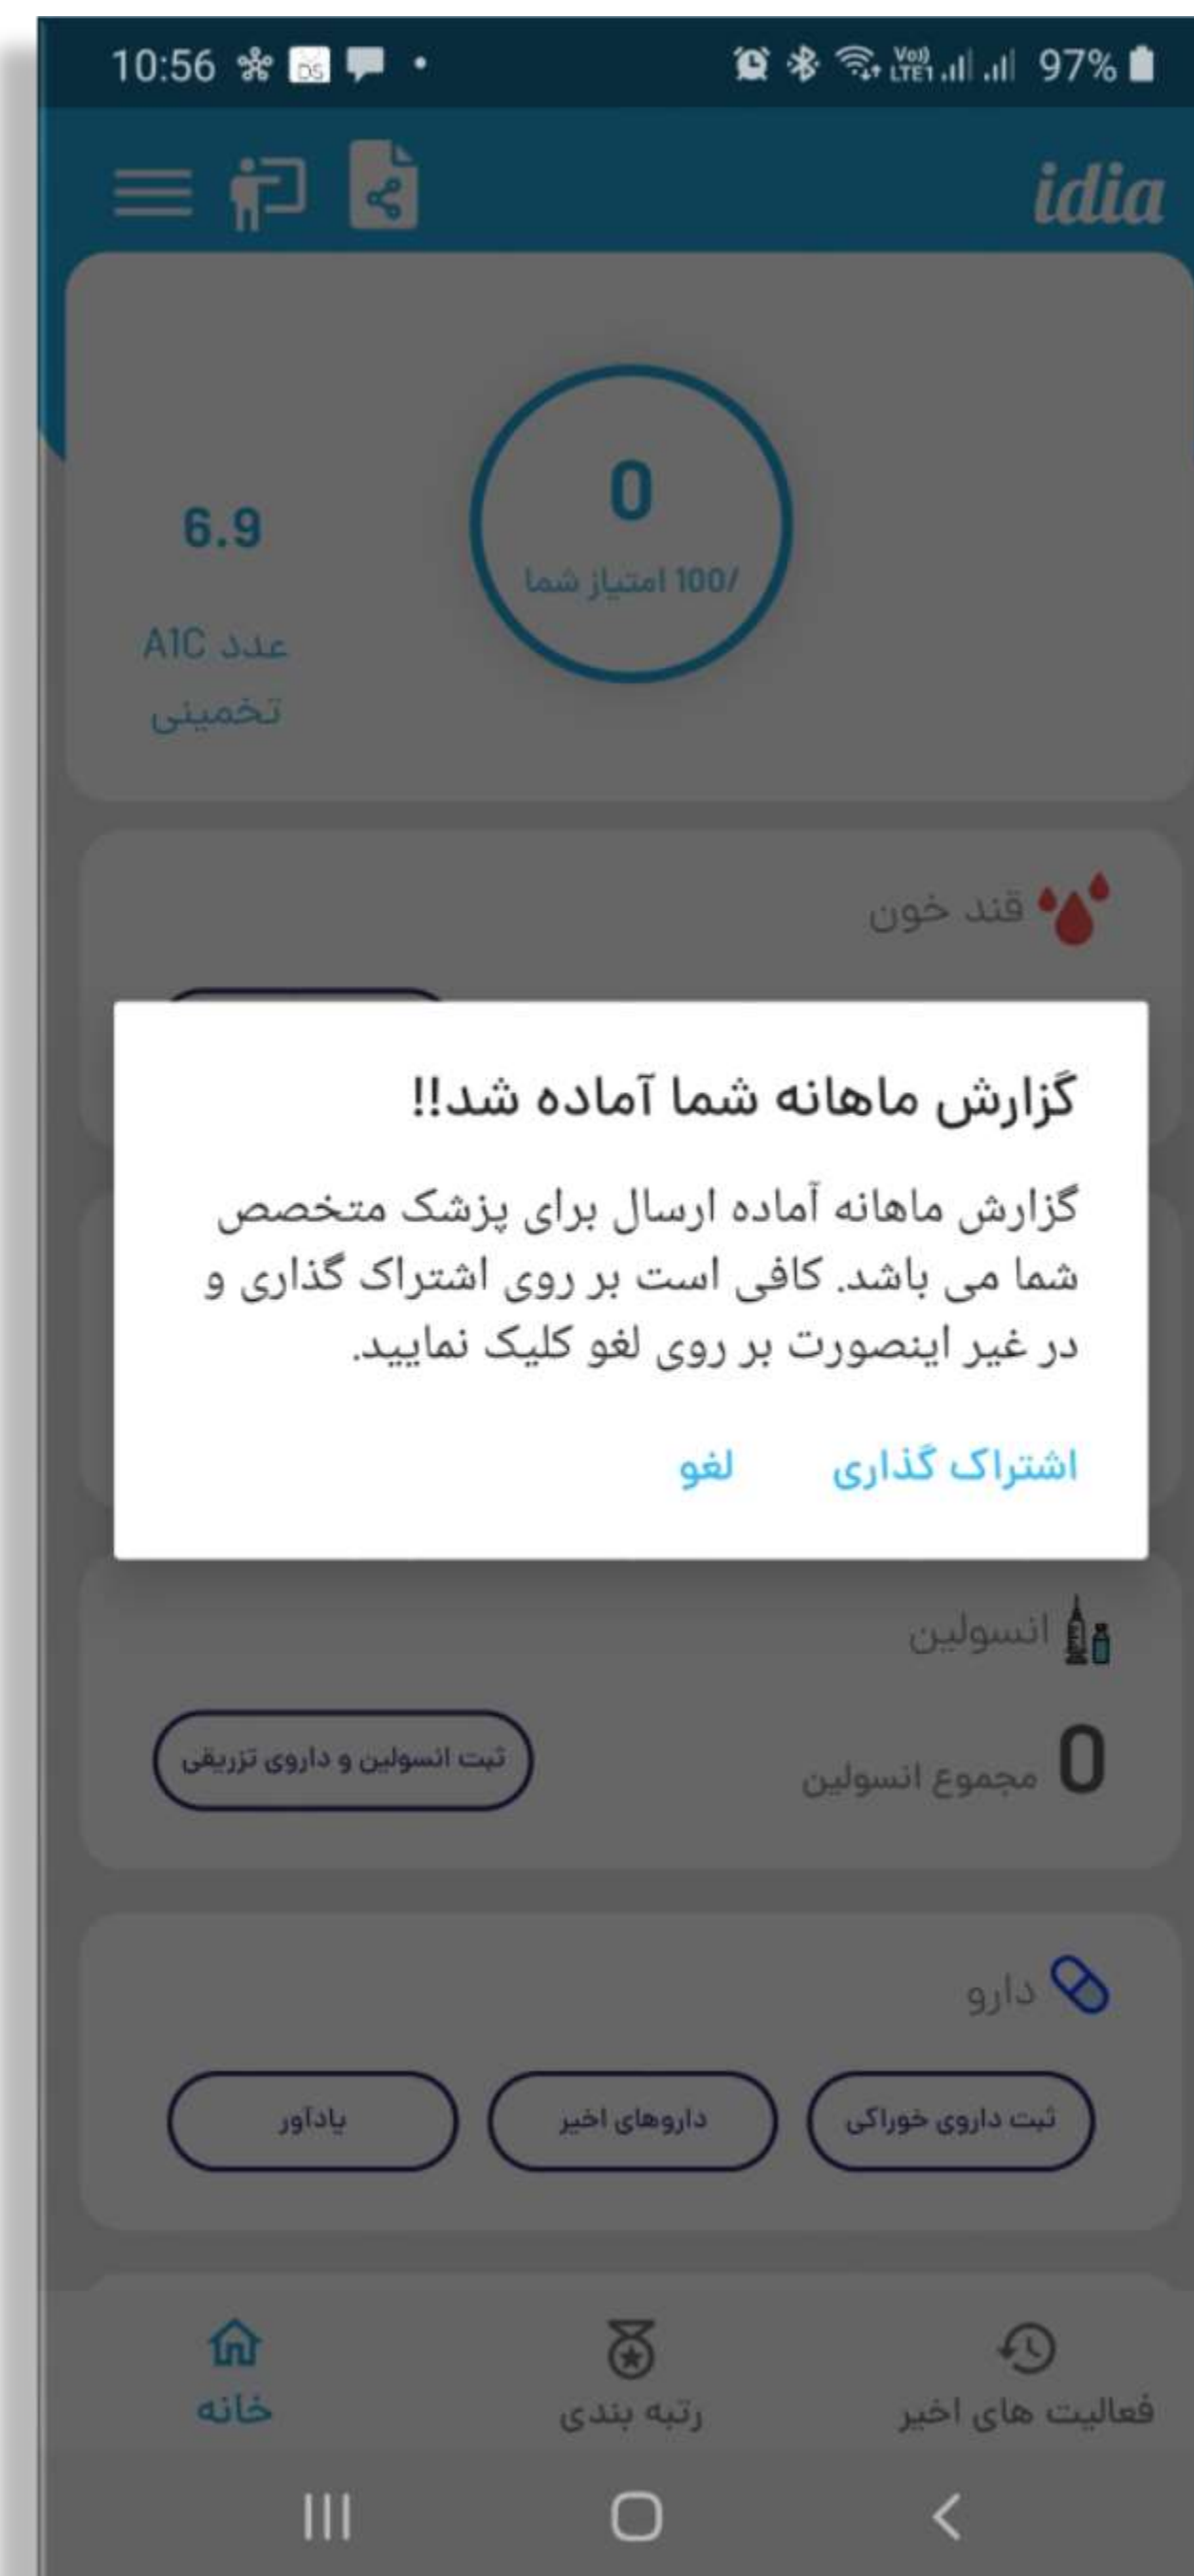 10:56 DS Vo)) LTE1 97%
idia
0
/100 امتیاز شما
6.9
عدد A1C
تخمینی
قند خون
گزارش ماهانه شما آماده شد!!
گزارش ماهانه آماده ارسال برای پزشک متخصص
شما می باشد. کافی است بر روی اشتراک گذاری و
در غیر اینصورت بر روی لغو کلیک نمایید.
اشتراک گذاری لغو
انسولین
0 مجموع انسولین
ثبت انسولین و داروی تزریقی
دارو
ثبت داروی خوراکی داروهای اخیر یادآور
فعالیت های اخیر رتبه بندی خانه